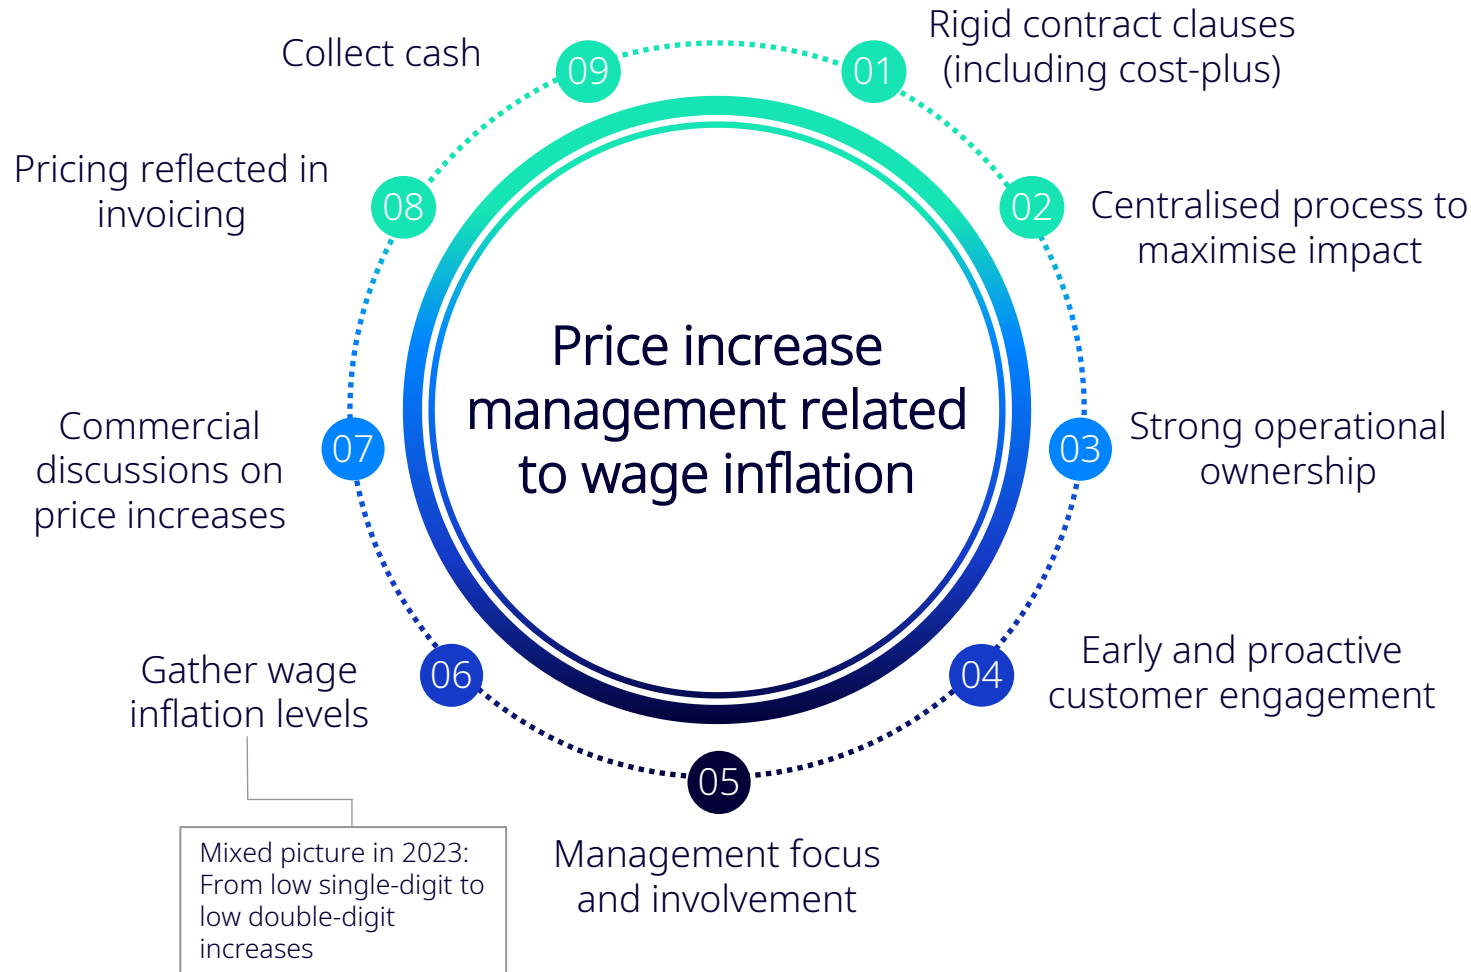 Price increase
management related
to wage inflation
01
Rigid contract clauses
(including cost-plus)
02
Centralised process to
maximise impact
03
Strong operational
ownership
04
Early and proactive
customer engagement
05
Management focus
and involvement
06
Gather wage
inflation levels
Mixed picture in 2023:
From low single-digit to
low double-digit
increases
07
Commercial
discussions on
price increases
08
Pricing reflected in
invoicing
09
Collect cash